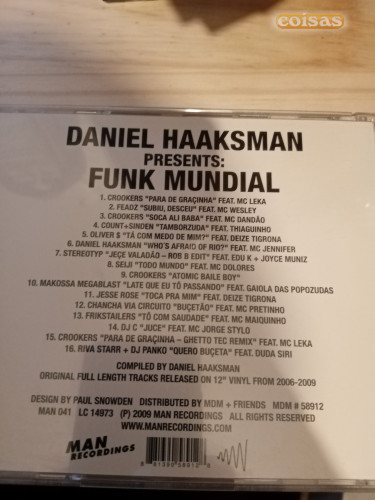 coisas
DANIEL HAAKSMAN
PRESENTS:
FUNK MUNDIAL
1. CROOKERS "PARA DE GRAÇINHA" FEAT. MC LEKA
2. FEADZ "SUBIU, DESCEU" FEAT. MC WESLEY
3. CROOKERS "SOCA ALI BABA" FEAT. MC DANDÃO
4. COUNT+SINDEN "TAMBORZUDA" FEAT. THIAGUINHO
5. OLIVER $ "TÁ COM MEDO DE MIM?" FEAT. DEIZE TIGRONA
6. DANIEL HAAKSMAN "WHO'S AFRAID OF RIO?" FEAT. MC JENNIFER
7. STEREOTYP "JEÇE VALADÃO – ROB B EDIT" FEAT. EDU K + JOYCE MUNIZ
8. SEIJI "TODO MUNDO" FEAT. MC DOLORES
9. CROOKERS "ATOMIC BAILE BOY"
10. MAKOSSA MEGABLAST "LATE QUE EU TÔ PASSANDO" FEAT. GAIOLA DAS POPOZUDAS
11. JESSE ROSE "TOCA PRA MIM" FEAT. DEIZE TIGRONA
12. CHANCHA VIA CIRCUITO "BUÇETÃO" FEAT. MC PRETINHO
13. FRIKSTAILERS "TÔ COM SAUDADE" FEAT. MC MAIQUINHO
14. DJ C "JUCE" FEAT. MC JORGE STYLO
15. CROOKERS "PARA DE GRAÇINHA – GHETTO TEC REMIX" FEAT. MC LEKA
16. RIVA STARR + DJ PANKO "QUERO BUÇETA" FEAT. DUDA SIRI
COMPILED BY DANIEL HAAKSMAN
ORIGINAL FULL LENGTH TRACKS RELEASED ON 12" VINYL FROM 2006-2009
DESIGN BY PAUL SNOWDEN DISTRIBUTED BY MDM + FRIENDS MDM # 58912
MAN 041 LC 14973 (P) 2009 MAN RECORDINGS ALL RIGHTS RESERVED
WWW.MANRECORDINGS.COM
MAN
RECORDINGS